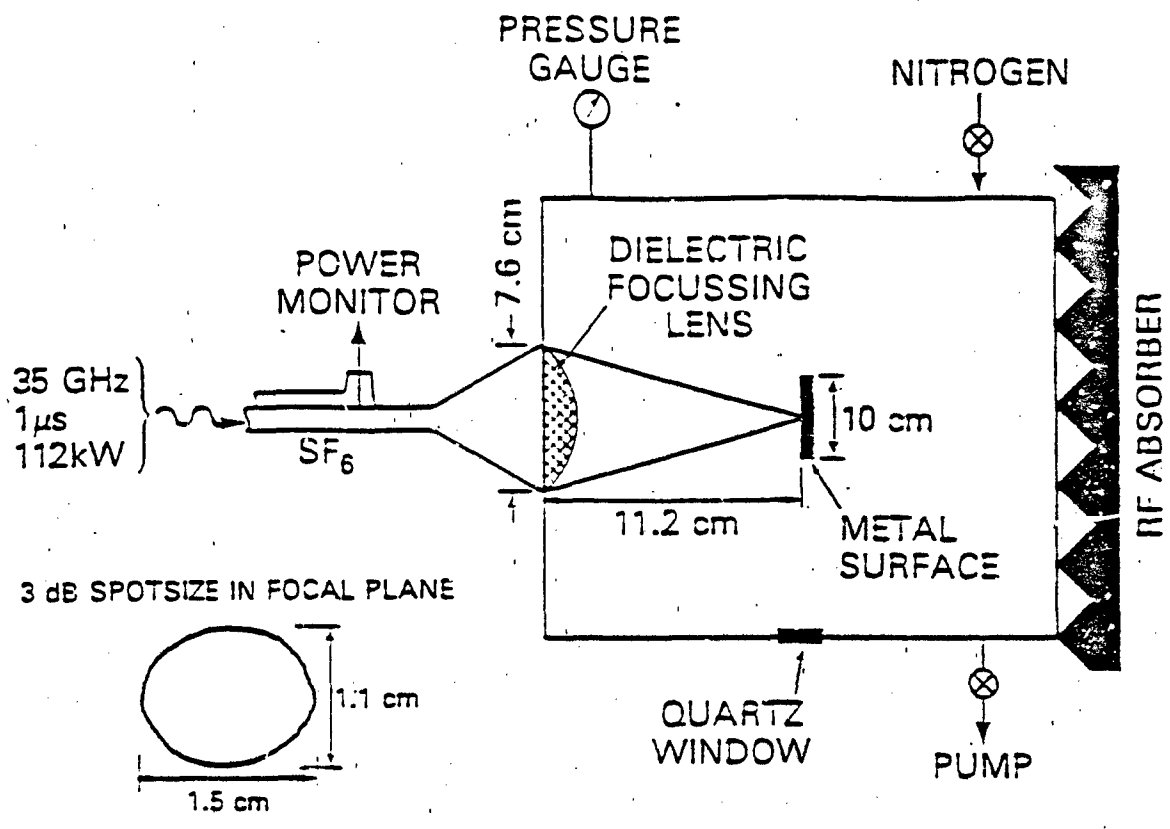 PRESSURE
GAUGE
NITROGEN
7.6 cm
DIELECTRIC
FOCUSSING
LENS
POWER
MONITOR
35 GHz
1µs
112kW
SF6
10 cm
RF ABSORBER
11.2 cm
METAL
SURFACE
3 dB SPOTSIZE IN FOCAL PLANE
1.1 cm
1.5 cm
QUARTZ
WINDOW
PUMP